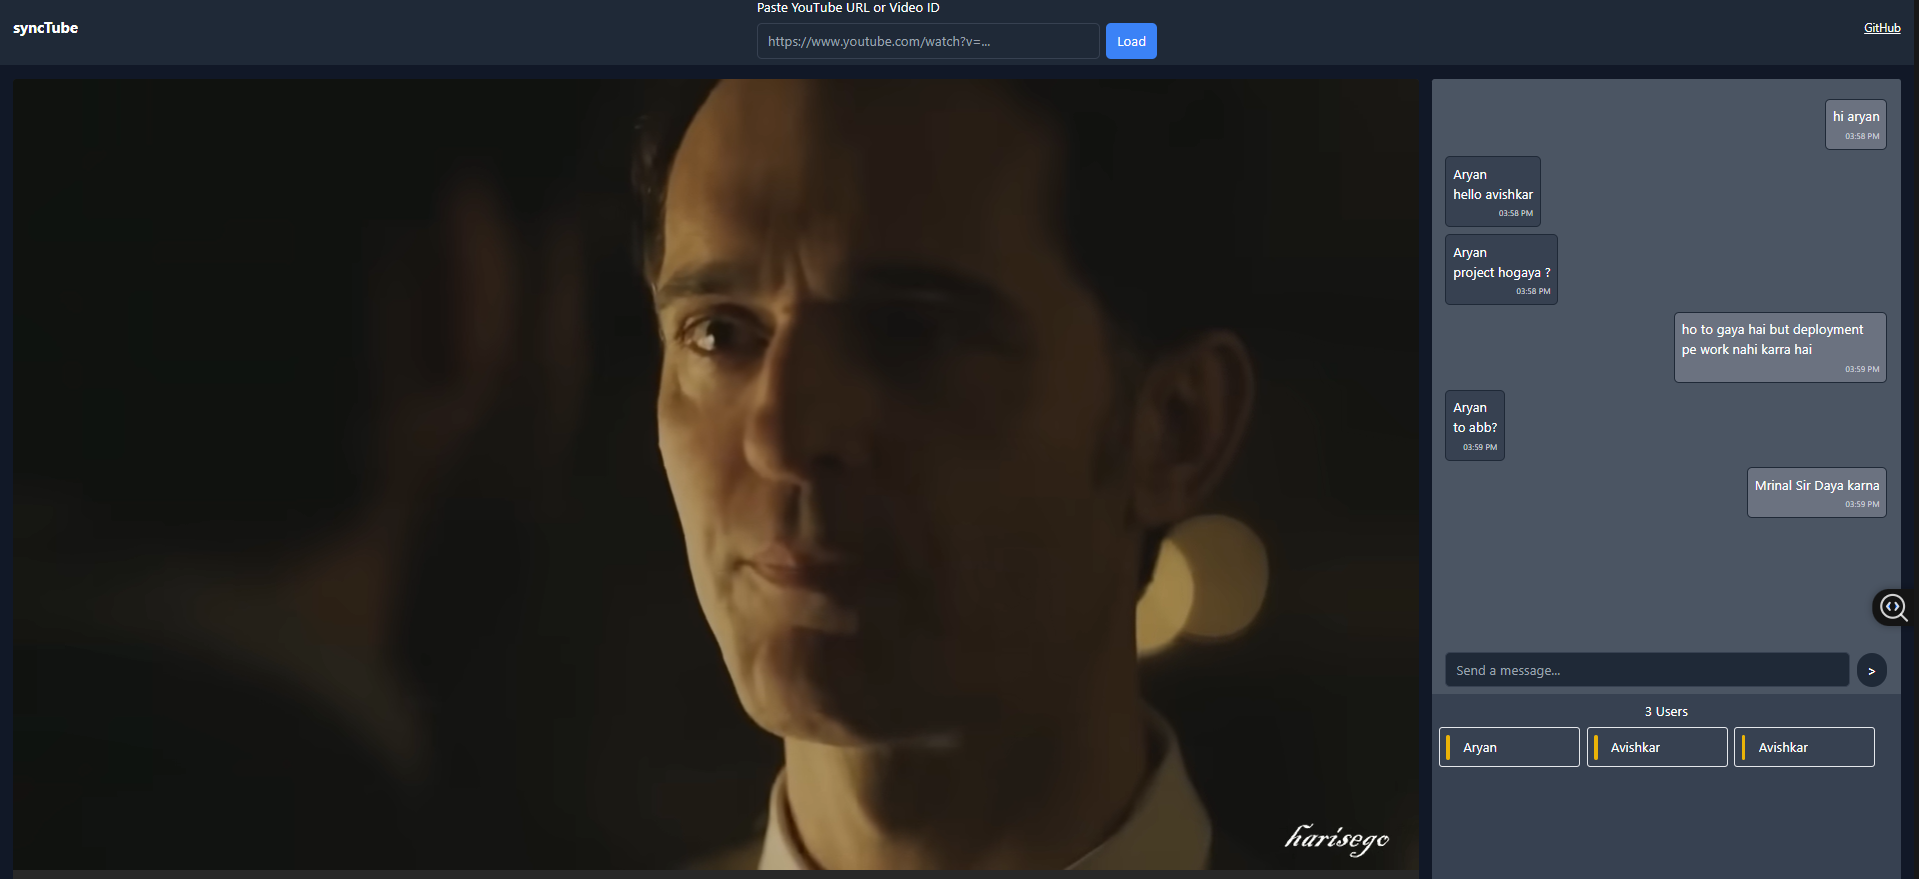 syncTube
Paste YouTube URL or Video ID
https://www.youtube.com/watch?v=...
Load
GitHub
hi aryan
03:58 PM
Aryan
hello avishkar
03:58 PM
Aryan
project hogaya ?
03:58 PM
ho to gaya hai but deployment
pe work nahi karra hai
03:59 PM
Aryan
to abb?
03:59 PM
Mrinal Sir Daya karna
03:59 PM
Send a message...
>
3 Users
Aryan
Avishkar
Avishkar
harisego